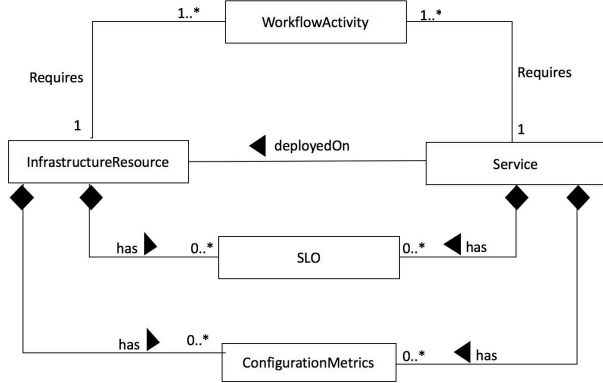 1..* WorkflowActivity 1..*
Requires Requires
1 1
InfrastructureResource deployedOn Service
has 0..* SLO 0..* has
has 0..* ConfigurationMetrics 0..* has